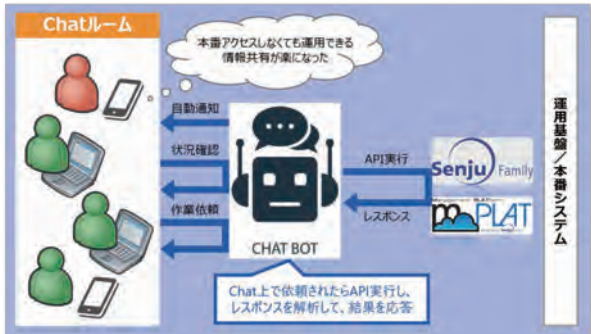 Chatルーム
本番アクセスしなくても運用できる
情報共有が楽になった
自動通知
状況確認
作業依頼
CHAT BOT
API実行
レスポンス
Senju Family
mPLAT
運用基盤／本番システム
Chat上で依頼されたらAPI実行し、
レスポンスを解析して、結果を応答